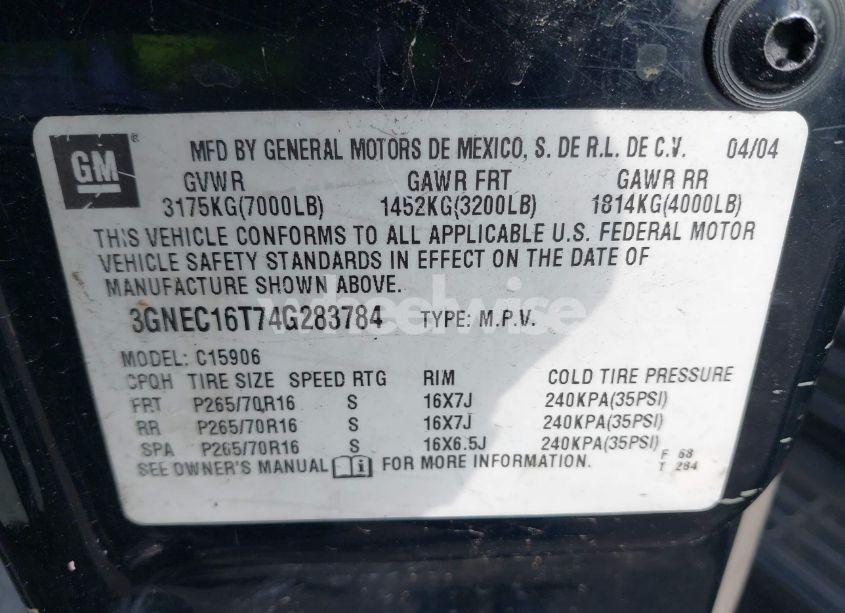 GM ®
MFD BY GENERAL MOTORS DE MEXICO, S. DE R.L. DE C.V. 04/04
GVWR GAWR FRT GAWR RR
3175KG(7000LB) 1452KG(3200LB) 1814KG(4000LB)
THIS VEHICLE CONFORMS TO ALL APPLICABLE U.S. FEDERAL MOTOR
VEHICLE SAFETY STANDARDS IN EFFECT ON THE DATE OF
MANUFACTURE SHOWN ABOVE.
3GNEC16T74G283784 TYPE: M.P.V.
wheelwise
MODEL: C15906
CPQH TIRE SIZE SPEED RTG RIM COLD TIRE PRESSURE
FRT P265/70R16 S 16X7J 240KPA(35PSI)
RR P265/70R16 S 16X7J 240KPA(35PSI)
SPA P265/70R16 S 16X6.5J 240KPA(35PSI)
SEE OWNER'S MANUAL i FOR MORE INFORMATION.
F 68
T 284